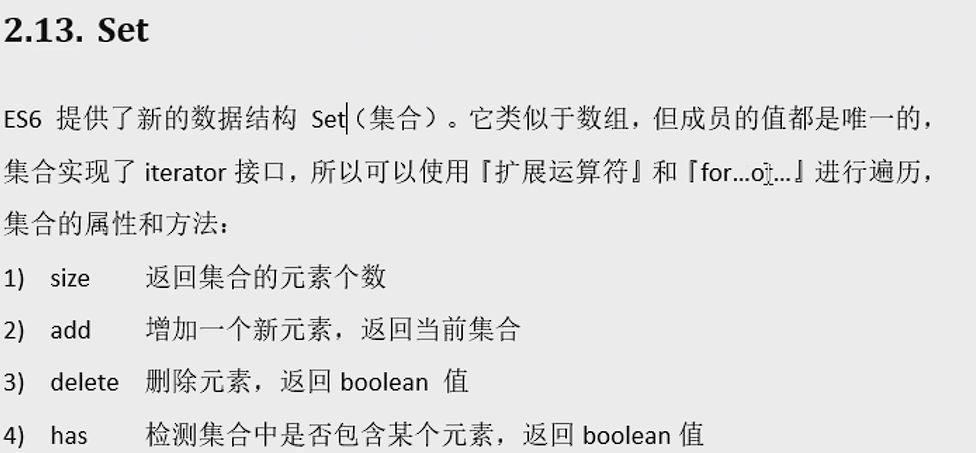 2.13. Set
ES6 提供了新的数据结构 Set（集合）。它类似于数组，但成员的值都是唯一的，
集合实现了 iterator 接口，所以可以使用『扩展运算符』和『for…of…』进行遍历，
集合的属性和方法：
1) size 返回集合的元素个数
2) add 增加一个新元素，返回当前集合
3) delete 删除元素，返回 boolean 值
4) has 检测集合中是否包含某个元素，返回 boolean 值